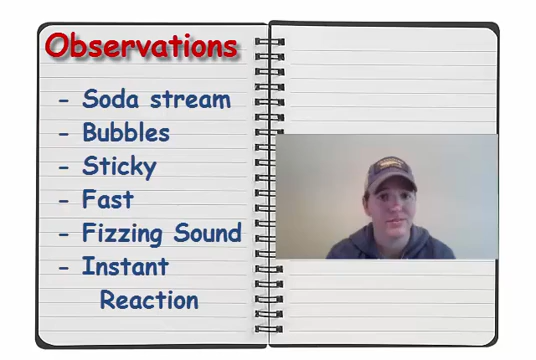 Observations
- Soda stream
- Bubbles
- Sticky
- Fast
- Fizzing Sound
- Instant
Reaction